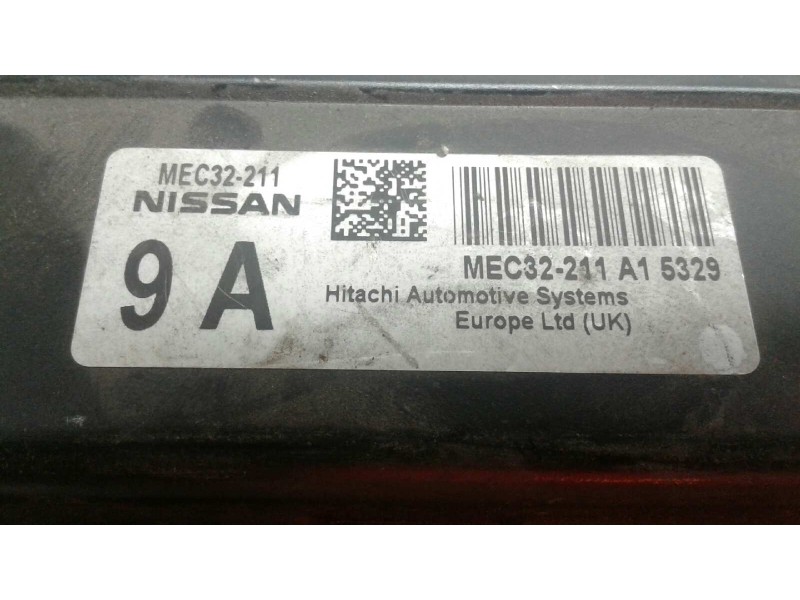 MEC32-211
NISSAN
9 A
MEC32-211 A1 5329
Hitachi Automotive Systems
Europe Ltd (UK)